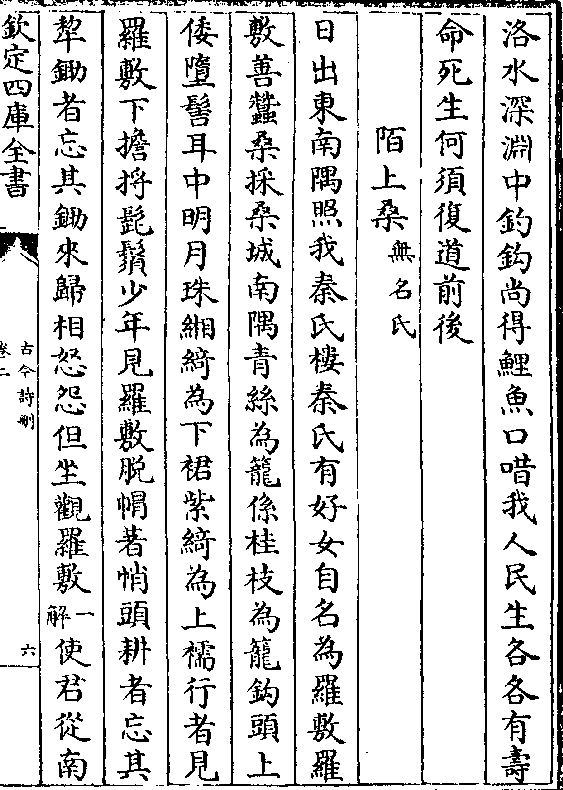 洛水深淵中釣鈎尚得鯉魚口唶我人民生各各有壽
命死生何須復道前後
陌上桑無名氏
日出東南隅照我秦氏樓秦氏有好女自名為羅敷羅
敷善蠶桑採桑城南隅青絲為籠係桂枝為籠鈎頭上
倭墮髻耳中明月珠緗綺為下裙紫綺為上襦行者見
羅敷下擔捋髭鬚少年見羅敷脱帽著帩頭耕者忘其
犂鋤者忘其鋤來歸相怒怨但坐觀羅敷一解使君從南
欽定四庫全書
古今詩刪
卷二
六